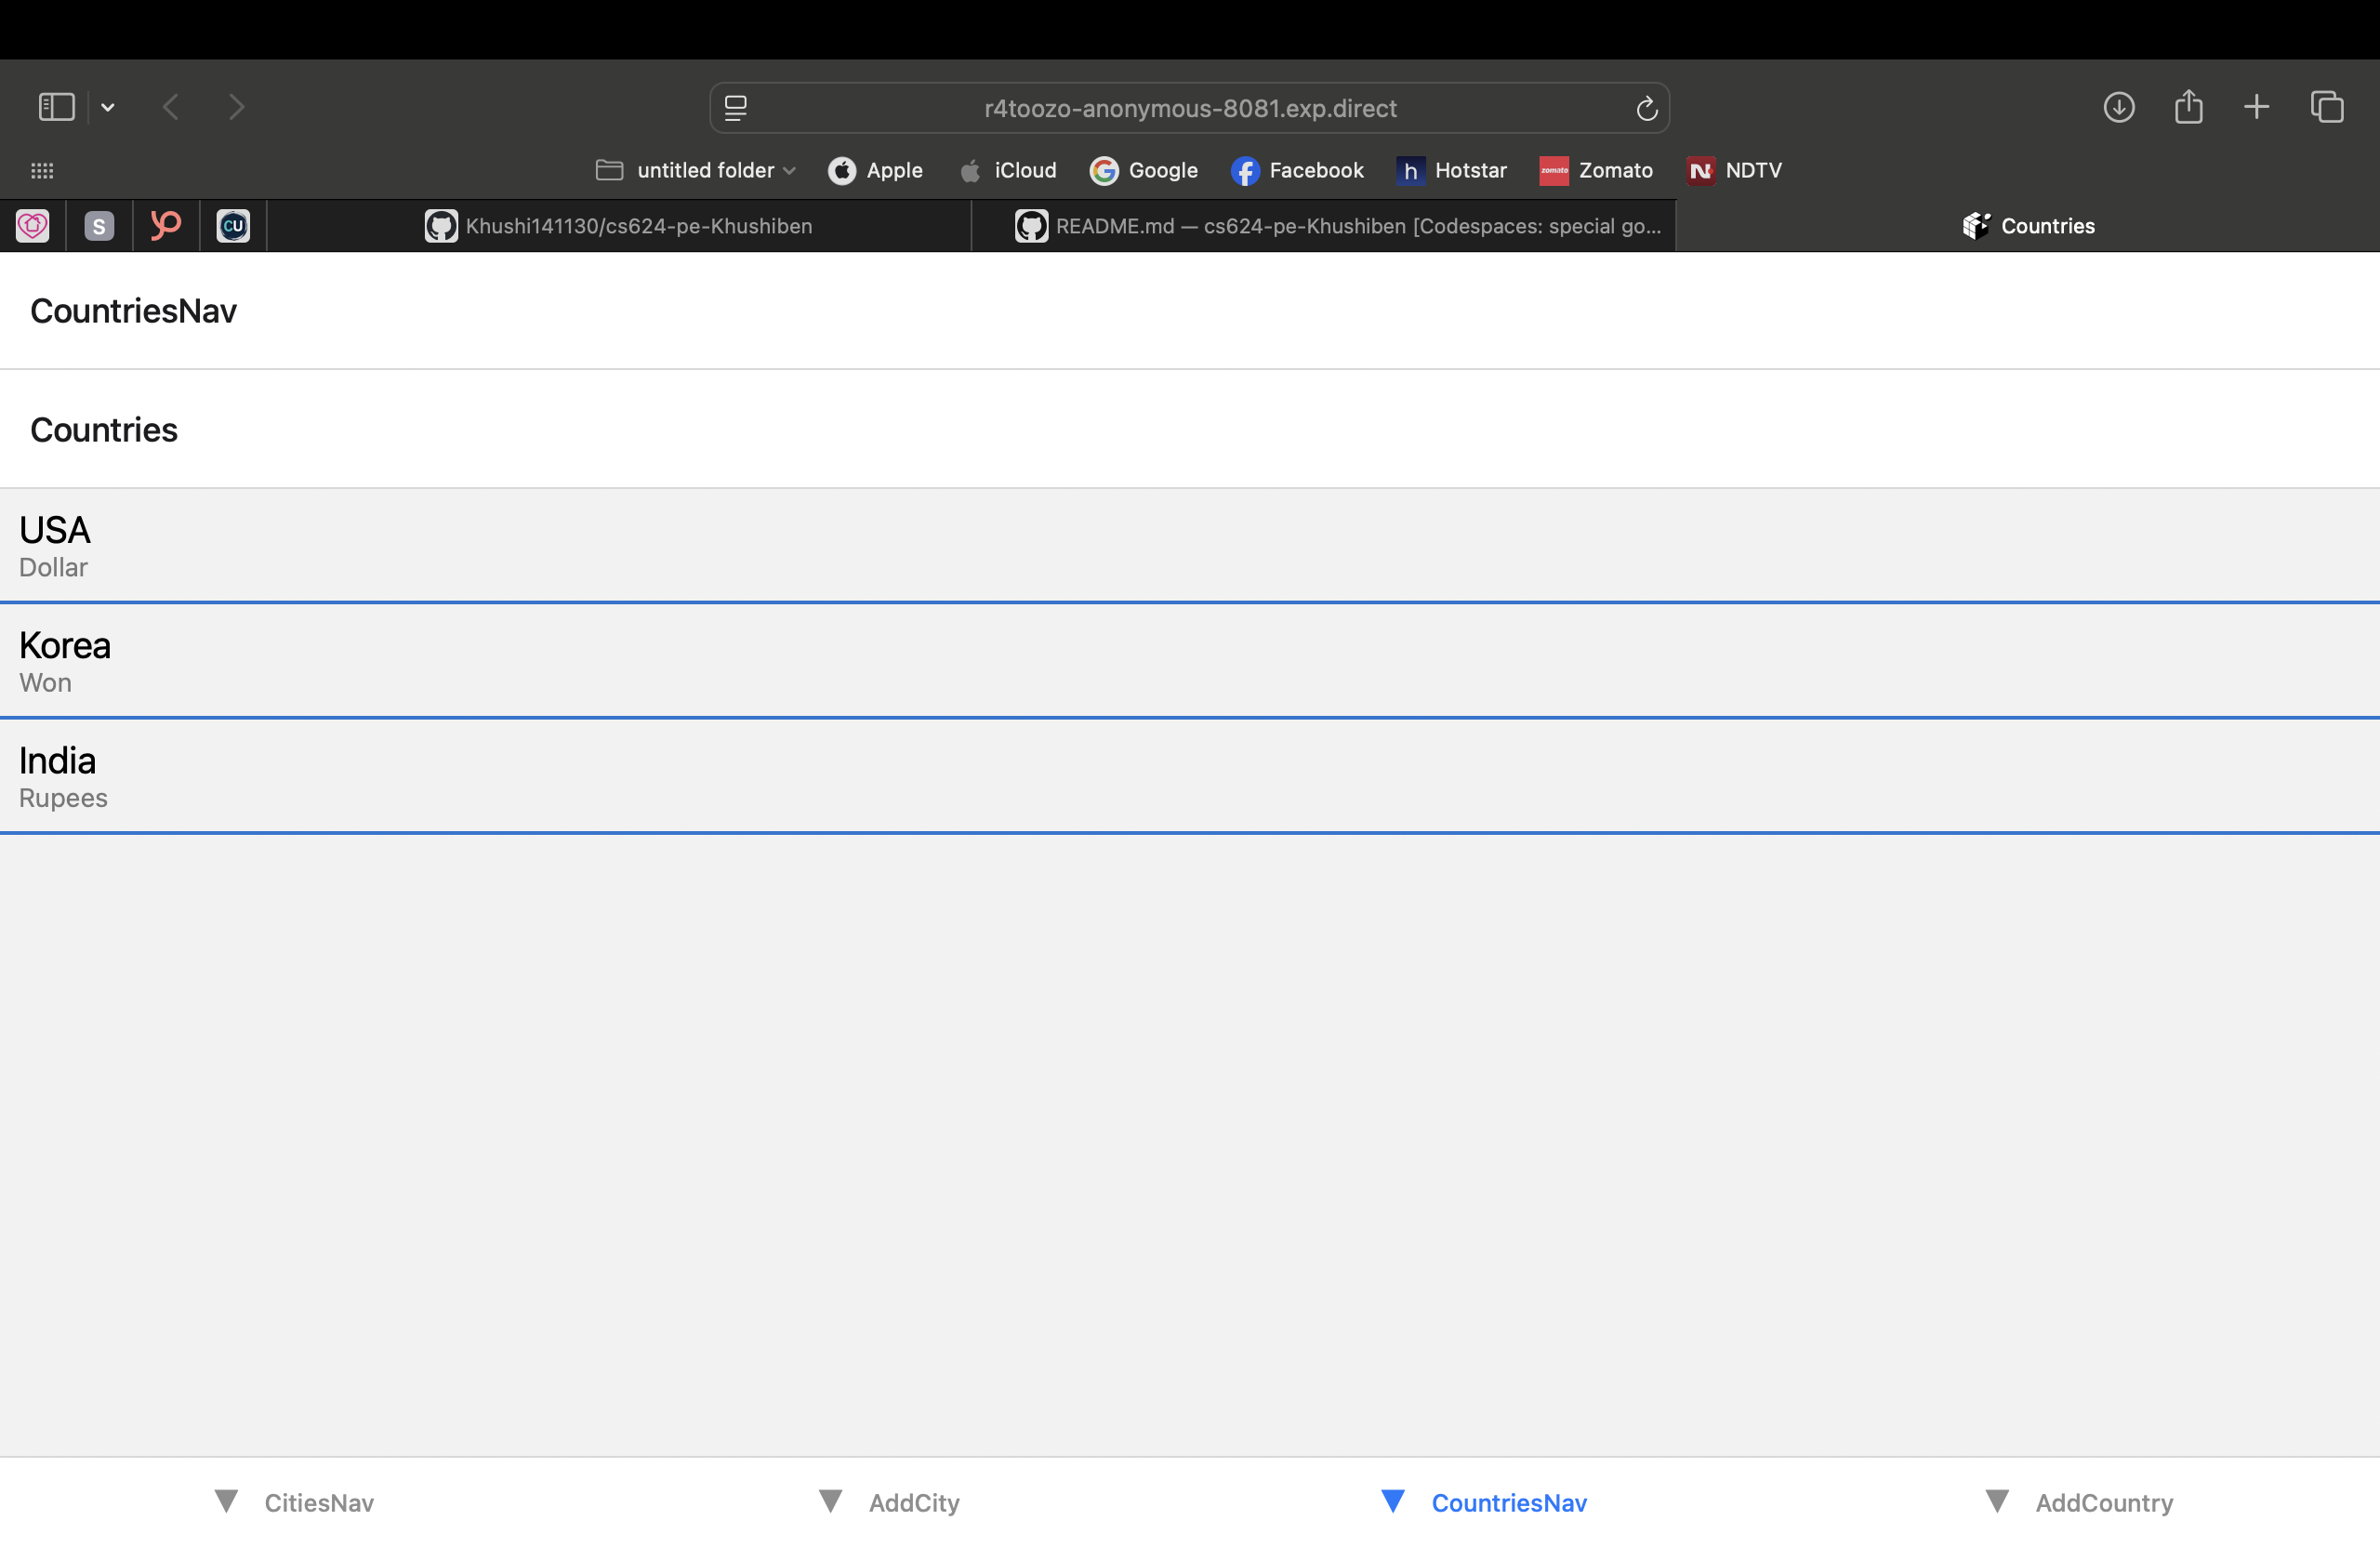 r4toozo-anonymous-8081.exp.direct
untitled folder Apple iCloud Google Facebook h Hotstar zomato Zomato N NDTV
S CU Khushi141130/cs624-pe-Khushiben README.md — cs624-pe-Khushiben [Codespaces: special go... Countries
CountriesNav
Countries
USA
Dollar
Korea
Won
India
Rupees
CitiesNav AddCity CountriesNav AddCountry